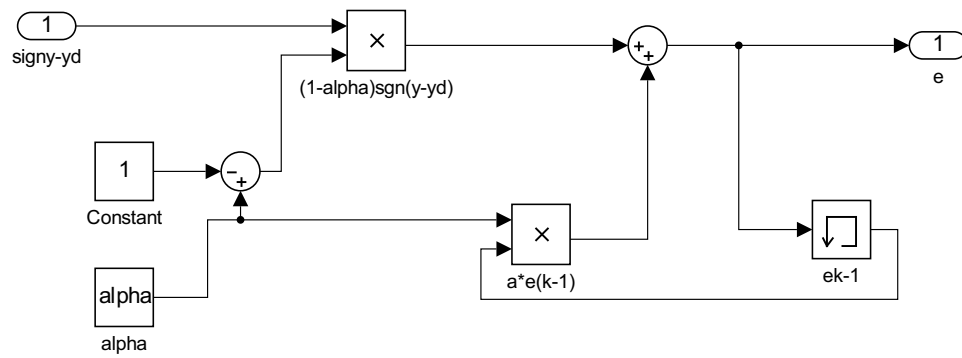 1
signy-yd
×
(1-alpha)sgn(y-yd)
+
+
1
e
1
Constant
−
+
×
a*e(k-1)
ek-1
alpha
alpha